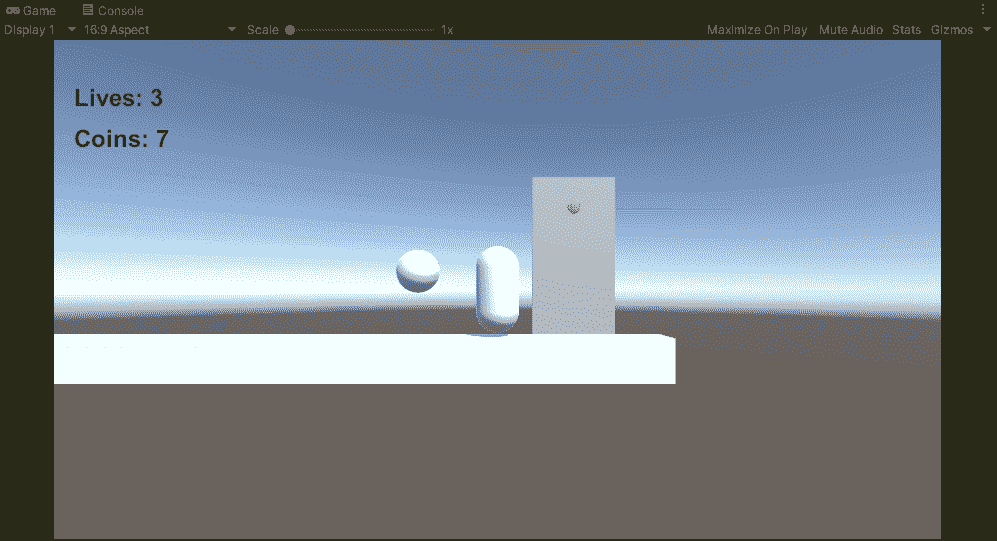 Game Console
Display 1 16:9 Aspect Scale 1x Maximize On Play Mute Audio Stats Gizmos
Lives: 3
Coins: 7